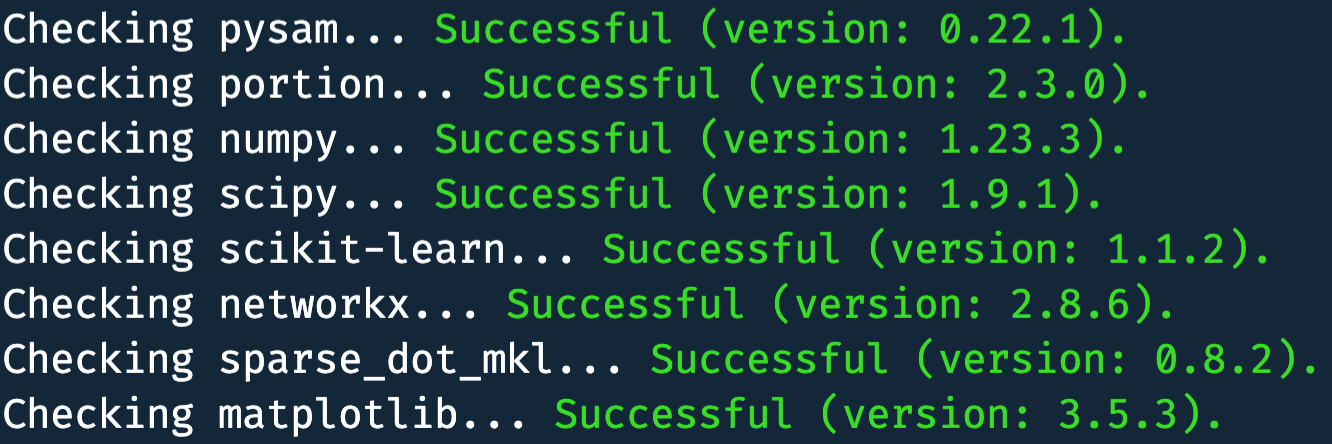 Checking pysam... Successful (version: 0.22.1).
Checking portion... Successful (version: 2.3.0).
Checking numpy... Successful (version: 1.23.3).
Checking scipy... Successful (version: 1.9.1).
Checking scikit-learn... Successful (version: 1.1.2).
Checking networkx... Successful (version: 2.8.6).
Checking sparse_dot_mkl... Successful (version: 0.8.2).
Checking matplotlib... Successful (version: 3.5.3).